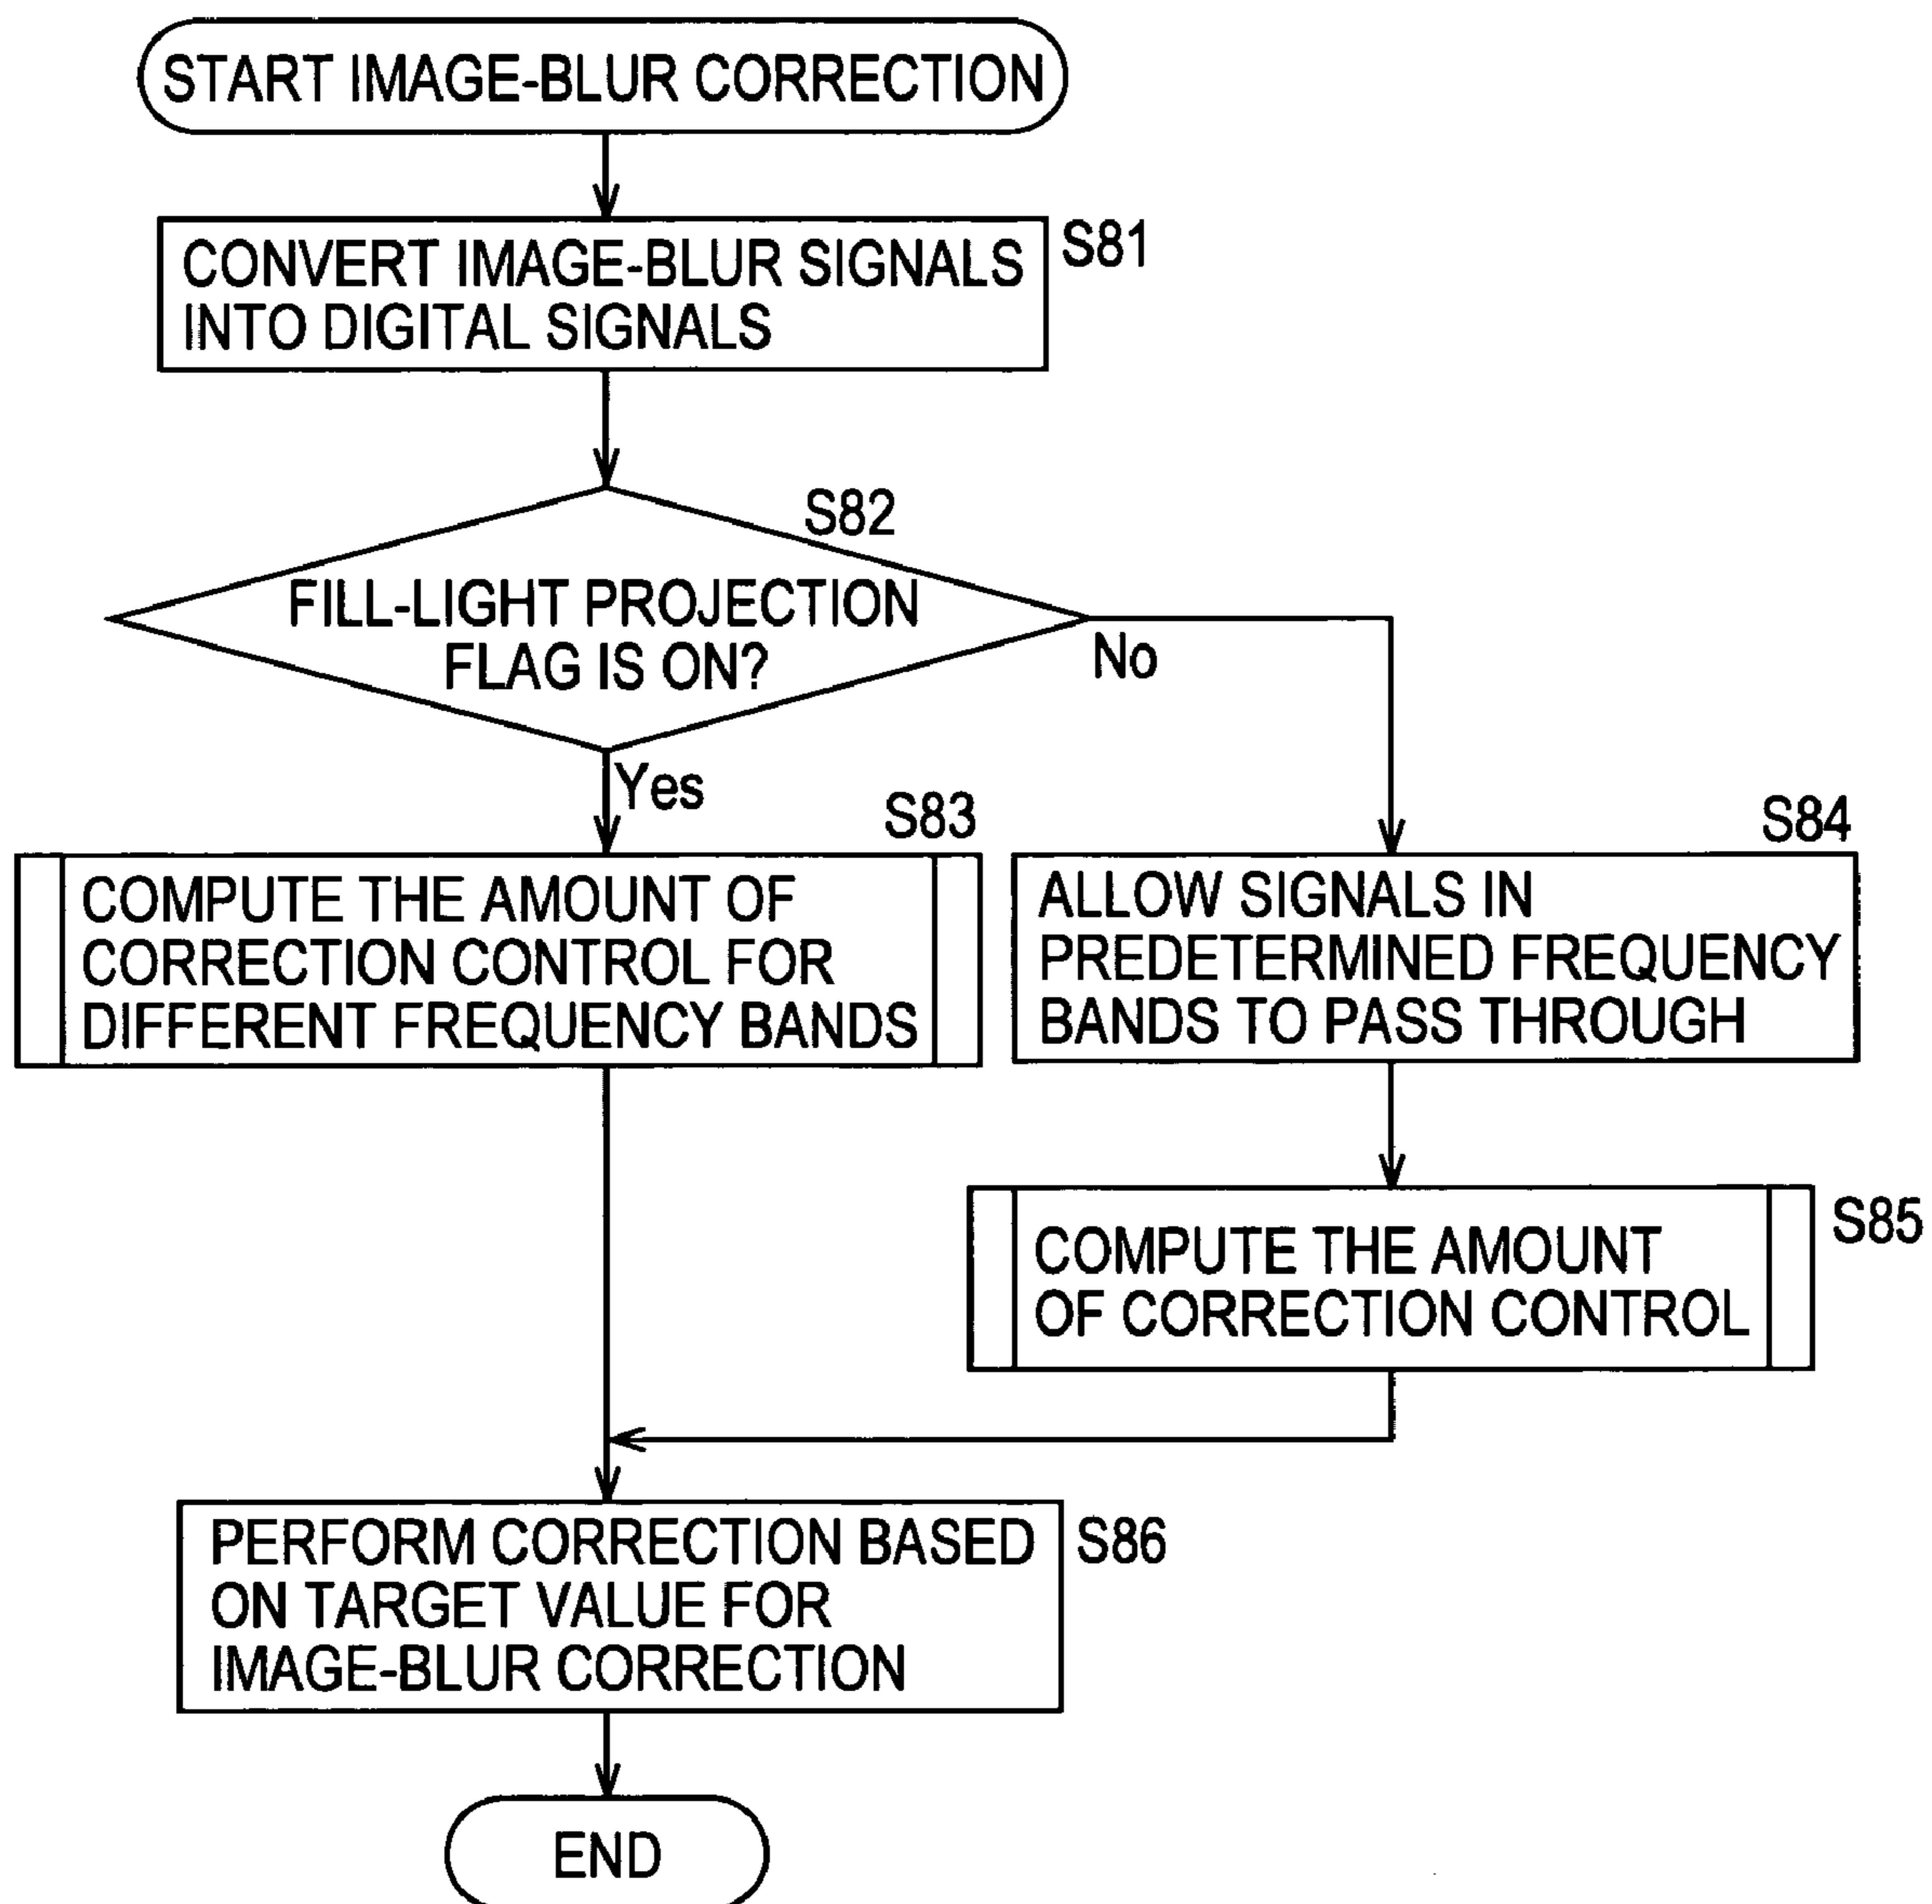 START IMAGE-BLUR CORRECTION
CONVERT IMAGE-BLUR SIGNALS
INTO DIGITAL SIGNALS
S81
S82
FILL-LIGHT PROJECTION
FLAG IS ON?
No
Yes
S83
COMPUTE THE AMOUNT OF
CORRECTION CONTROL FOR
DIFFERENT FREQUENCY BANDS
S84
ALLOW SIGNALS IN
PREDETERMINED FREQUENCY
BANDS TO PASS THROUGH
COMPUTE THE AMOUNT
OF CORRECTION CONTROL
S85
PERFORM CORRECTION BASED
ON TARGET VALUE FOR
IMAGE-BLUR CORRECTION
S86
END